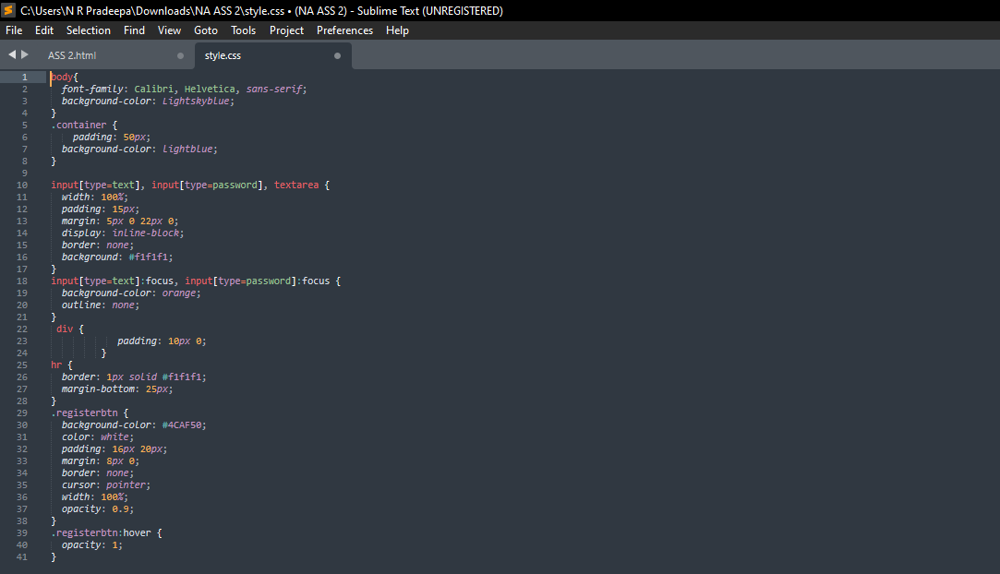 C:\Users\N R Pradeepa\Downloads\NA ASS 2\style.css • (NA ASS 2) - Sublime Text (UNREGISTERED)
File Edit Selection Find View Goto Tools Project Preferences Help
ASS 2.html style.css
1 body{
2 font-family: Calibri, Helvetica, sans-serif;
3 background-color: Lightskyblue;
4 }
5 .container {
6 padding: 50px;
7 background-color: lightblue;
8 }
9
10 input[type=text], input[type=password], textarea {
11 width: 100%;
12 padding: 15px;
13 margin: 5px 0 22px 0;
14 display: inline-block;
15 border: none;
16 background: #f1f1f1;
17 }
18 input[type=text]:focus, input[type=password]:focus {
19 background-color: orange;
20 outline: none;
21 }
22 div {
23 padding: 10px 0;
24 }
25 hr {
26 border: 1px solid #f1f1f1;
27 margin-bottom: 25px;
28 }
29 .registerbtn {
30 background-color: #4CAF50;
31 color: white;
32 padding: 16px 20px;
33 margin: 8px 0;
34 border: none;
35 cursor: pointer;
36 width: 100%;
37 opacity: 0.9;
38 }
39 .registerbtn:hover {
40 opacity: 1;
41 }